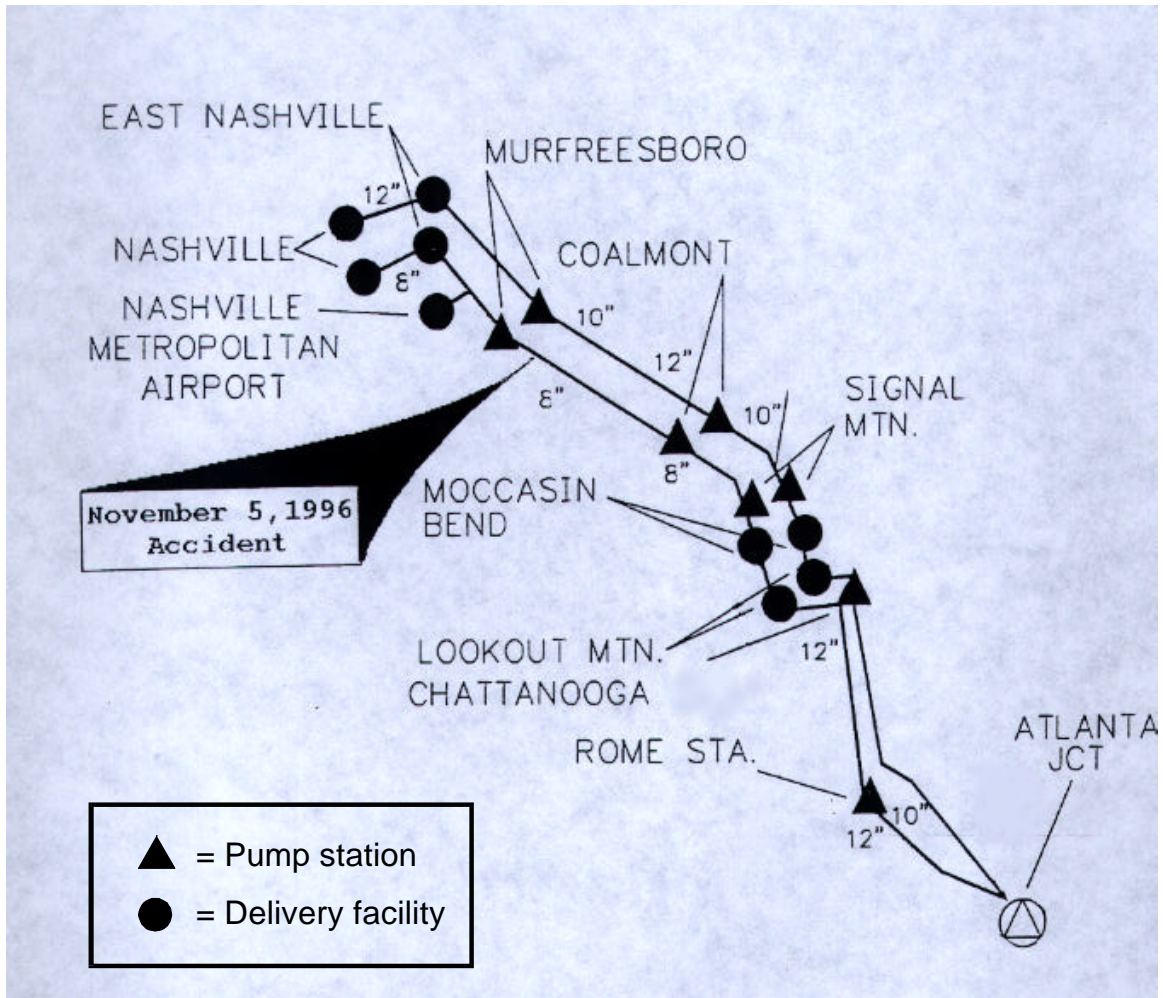 EAST NASHVILLE
MURFREESBORO
12"
NASHVILLE
8"
COALMONT
NASHVILLE
METROPOLITAN
AIRPORT
10"
12"
8"
10"
SIGNAL
MTN.
8"
MOCCASIN
BEND
November 5,1996
Accident
LOOKOUT MTN.
CHATTANOOGA
12"
ROME STA.
ATLANTA
JCT
10"
12"
= Pump station
= Delivery facility